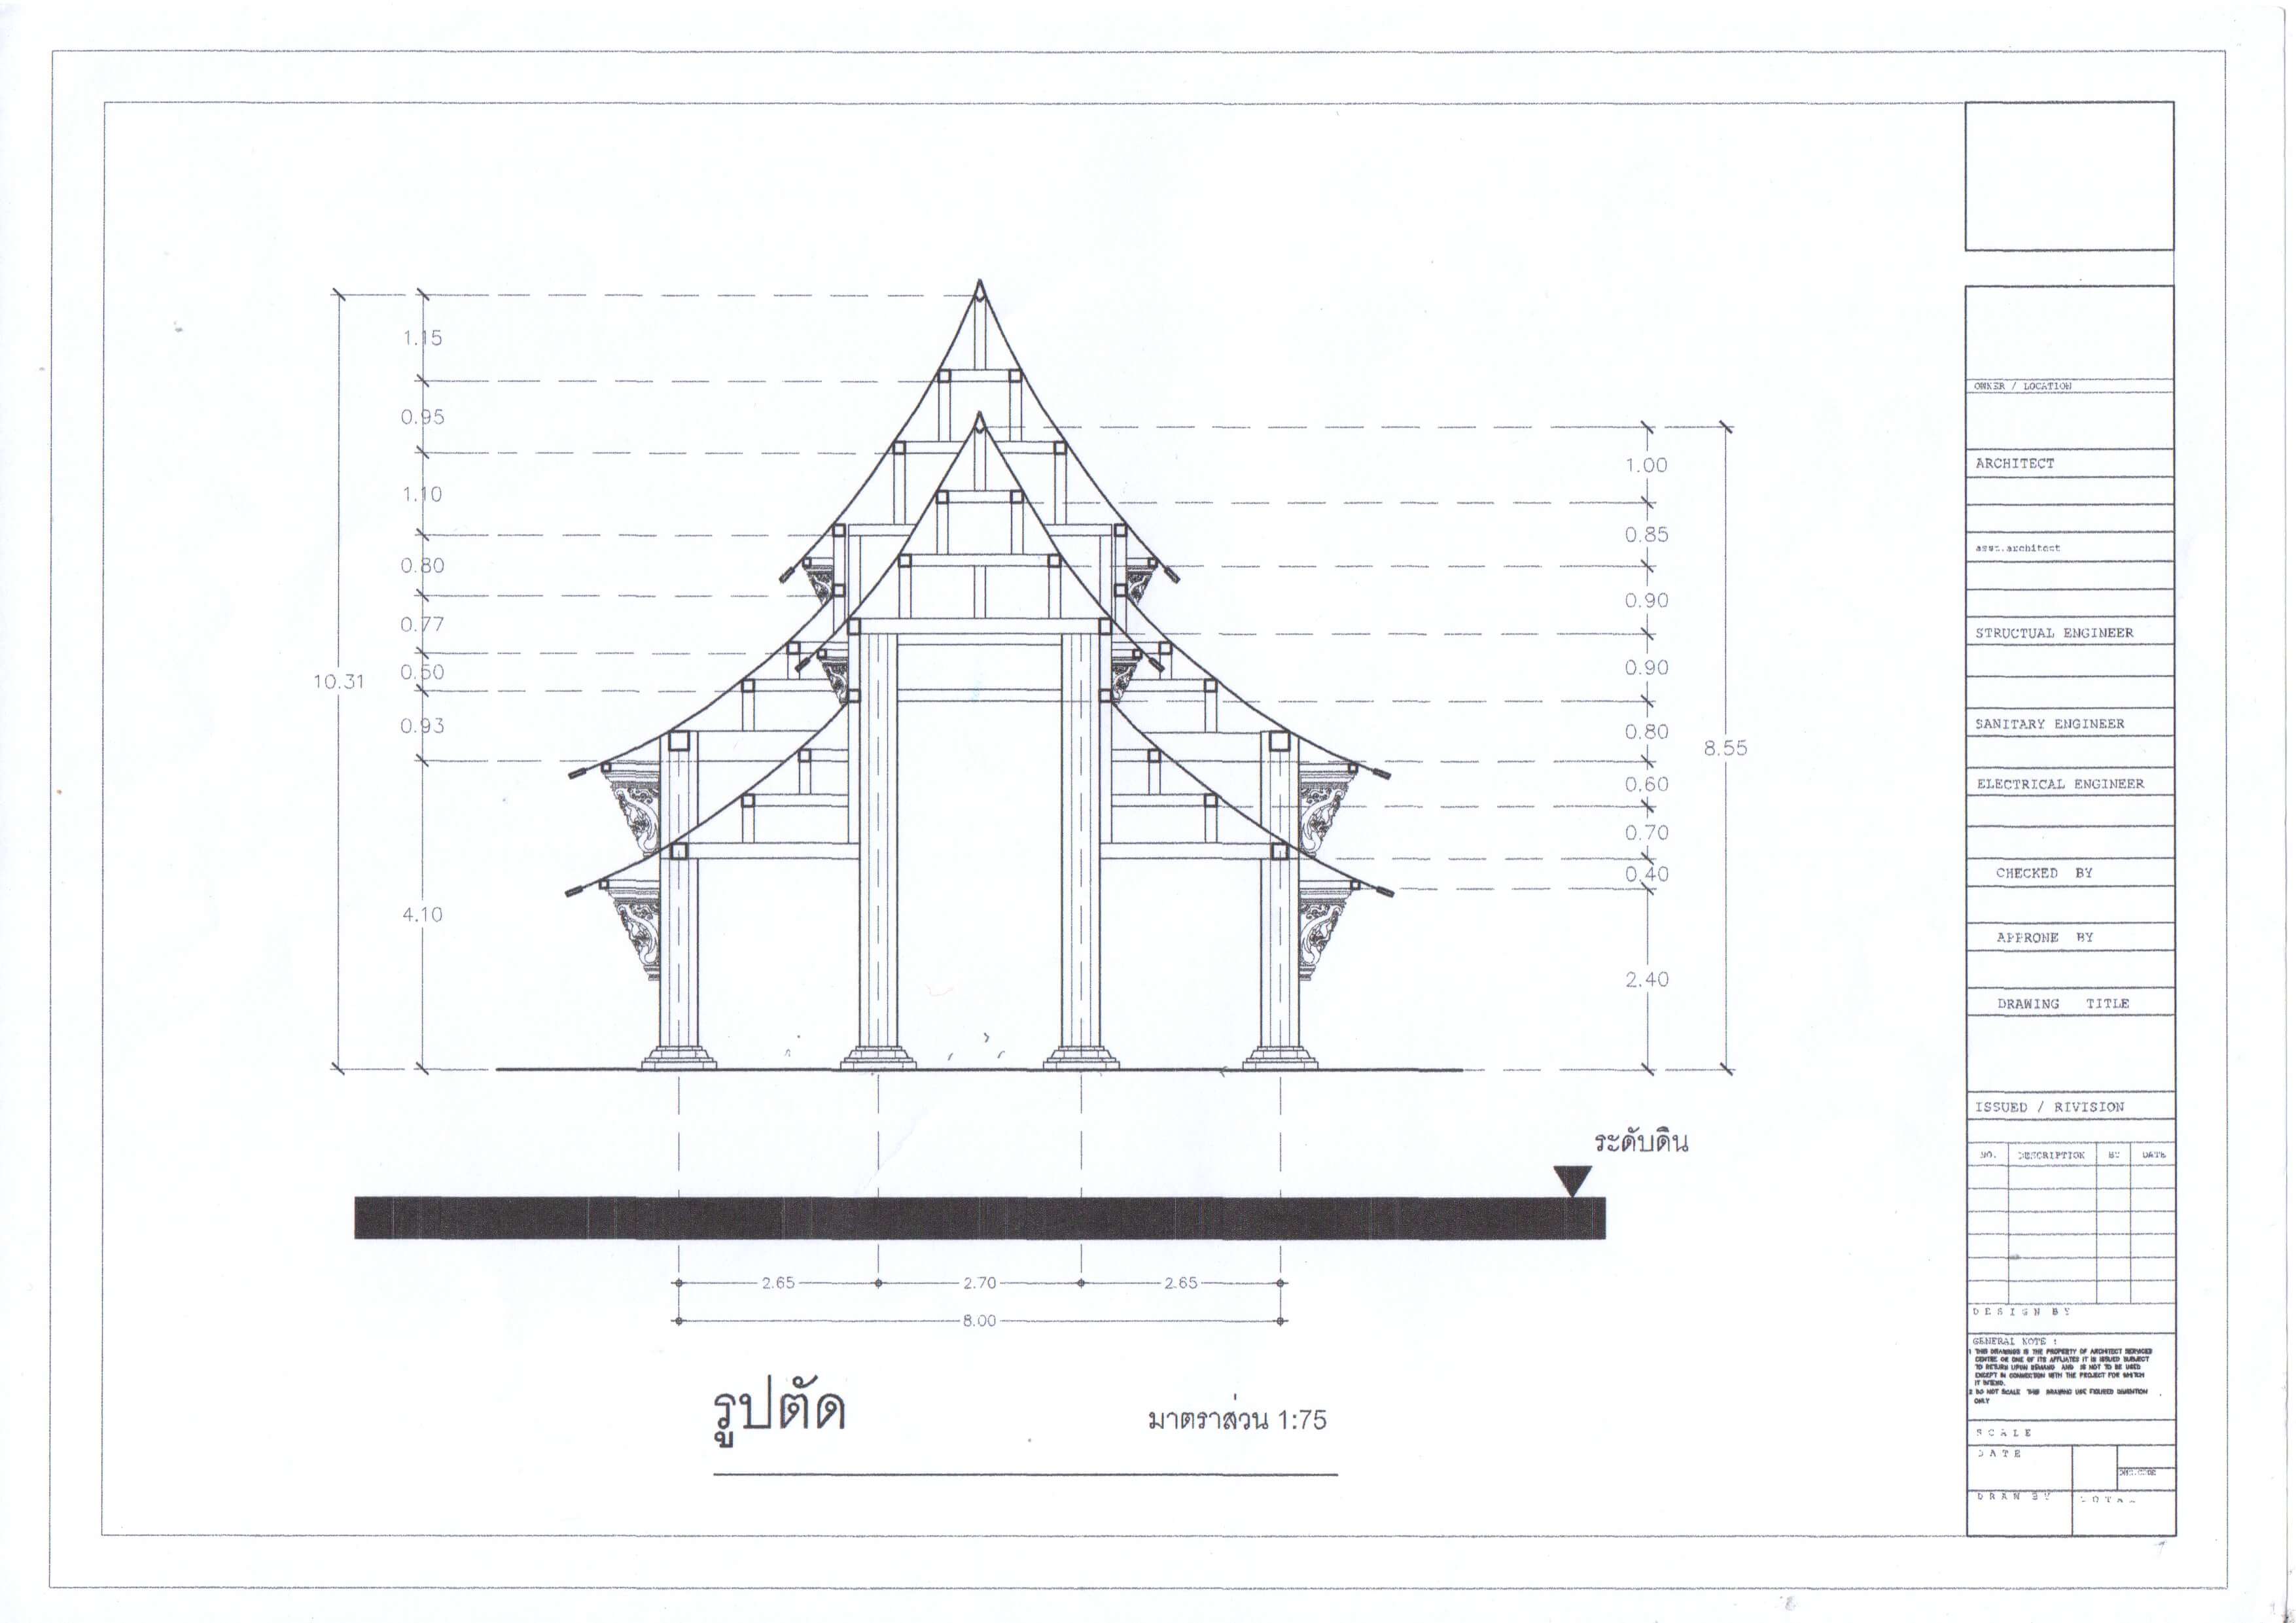 1.15
0.95
1.10
0.80
0.77
0.50
0.93
10.31
4.10
1.00
0.85
0.90
0.90
0.80
0.60
0.70
0.40
2.40
8.55
ระดับดิน
2.65 2.70 2.65
8.00
รูปตัด
มาตราส่วน 1:75
OWNER / LOCATION
ARCHITECT
asst.architect
STRUCTUAL ENGINEER
SANITARY ENGINEER
ELECTRICAL ENGINEER
CHECKED BY
APPRONE BY
DRAWING TITLE
ISSUED / RIVISION
NO. DESCRIPTION BY DATE
DESIGN BY
GENERAL NOTE :
1 THIS DRAWINGS IS THE PROPERTY OF ARCHITECT SERVICES
CENTRE OR ONE OF ITS AFFLIATES IT IS ISSUED SUBJECT
TO RETURN UPON DEMAND AND IS NOT TO BE USED
EXCEPT IN CONNECTION WITH THE PROJECT FOR WHICH
IT INTEND.
2 DO NOT SCALE THIS DRAWING USE FIGURED DIMENTION
ONLY
SCALE
DATE
DRAN BY